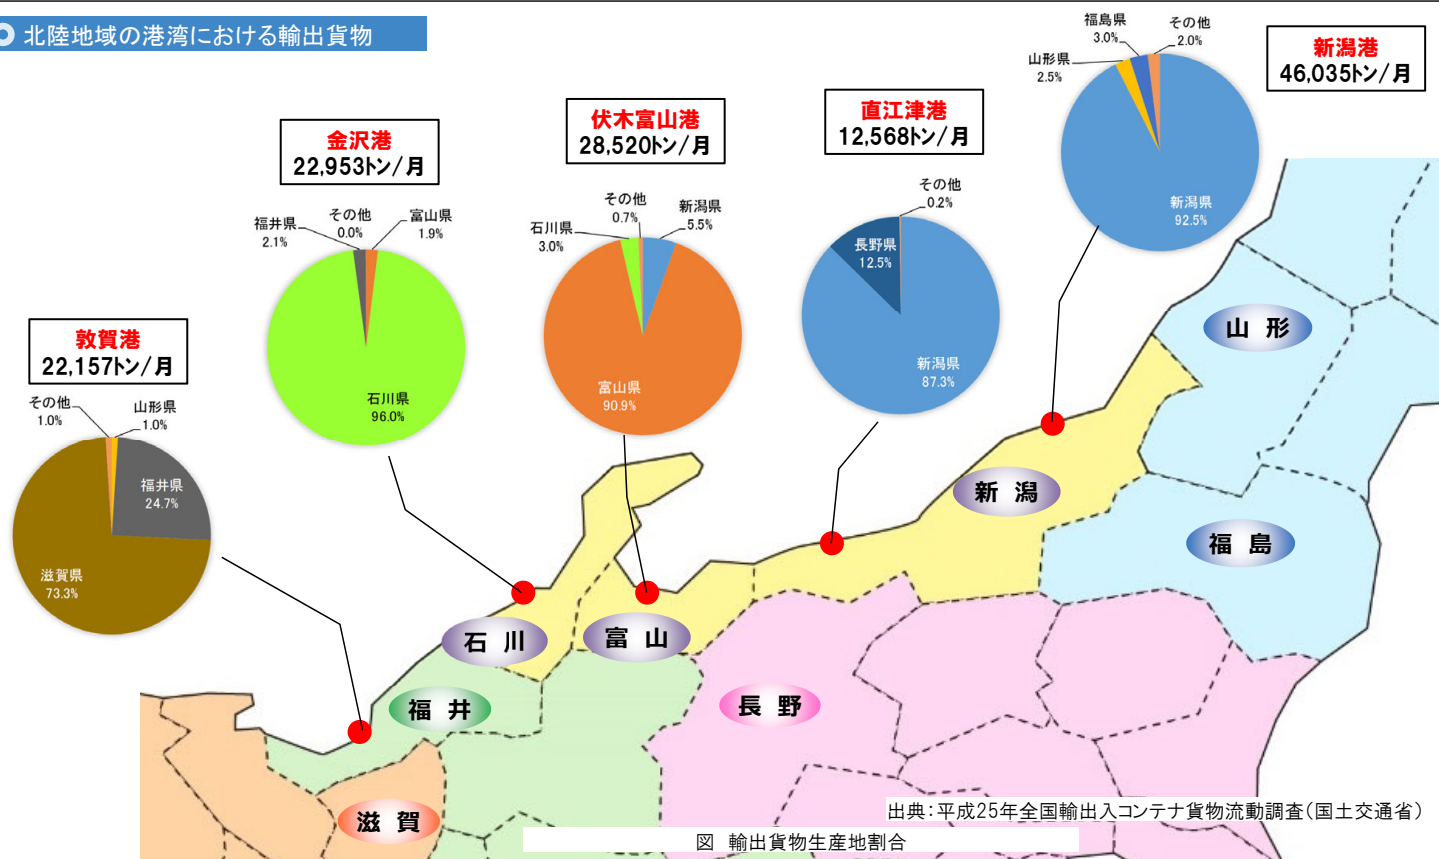 北陸地域の港湾における輸出貨物
新潟港
46,035トン/月
福島県
3.0%
その他
2.0%
山形県
2.5%
新潟県
92.5%
直江津港
12,568トン/月
その他
0.2%
長野県
12.5%
新潟県
87.3%
伏木富山港
28,520トン/月
その他
0.7%
新潟県
5.5%
石川県
3.0%
富山県
90.9%
金沢港
22,953トン/月
福井県
2.1%
その他
0.0%
富山県
1.9%
石川県
96.0%
敦賀港
22,157トン/月
その他
1.0%
山形県
1.0%
福井県
24.7%
滋賀県
73.3%
山 形
新 潟
福 島
石 川
富 山
福 井
長 野
滋 賀
出典：平成25年全国輸出入コンテナ貨物流動調査（国土交通省）
図 輸出貨物生産地割合